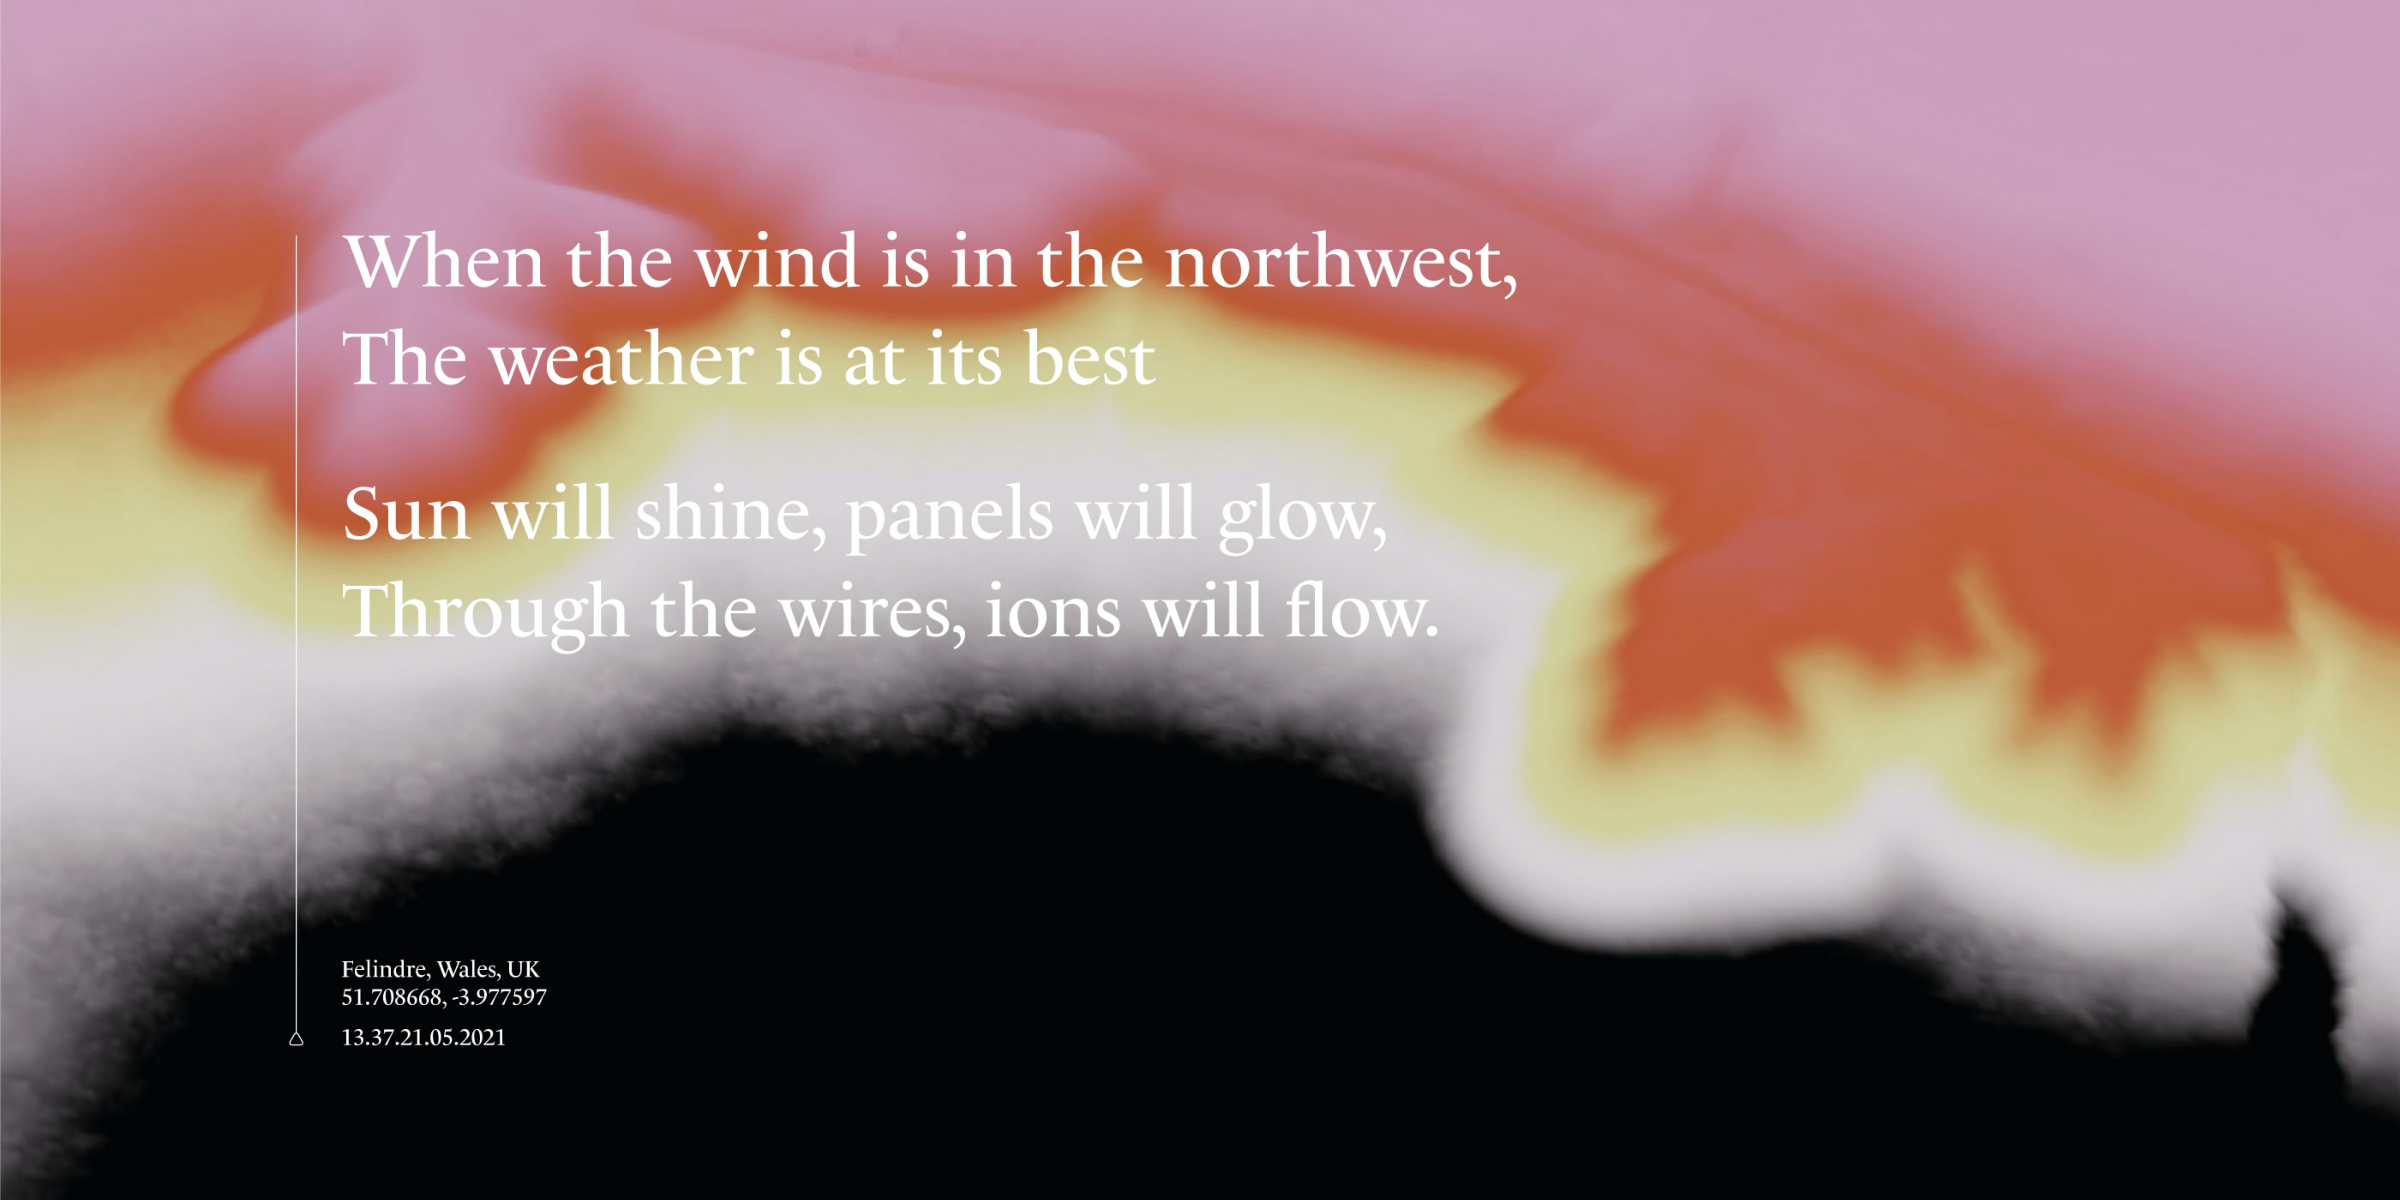 When the wind is in the northwest,
The weather is at its best
Sun will shine, panels will glow,
Through the wires, ions will flow.
Felindre, Wales, UK
51.708668, -3.977597
13.37.21.05.2021